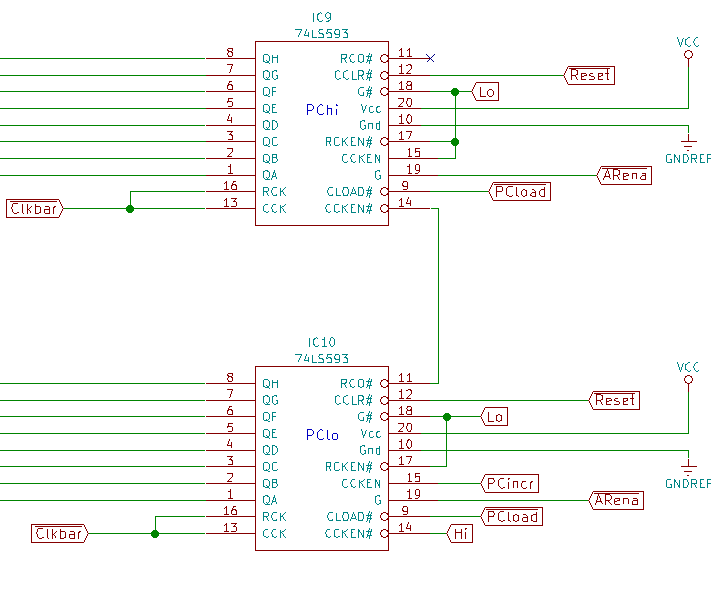 IC9
74LS593
8 QH RCO# 11
7 QG CCLR# 12 Reset
6 QF G# 18 Lo
5 QE PChi Vcc 20 VCC
4 QD Gnd 10
3 QC RCKEN# 17
2 QB CCKEN 15 GNDREF
1 QA G 19 ARena
16 RCK CLOAD# 9 PCload
Clkbar 13 CCK CCKEN# 14
IC10
74LS593
8 QH RCO# 11 VCC
7 QG CCLR# 12 Reset
6 QF G# 18 Lo
5 QE PClo Vcc 20
4 QD Gnd 10
3 QC RCKEN# 17
2 QB CCKEN 15 PCincr GNDREF
1 QA G 19 ARena
16 RCK CLOAD# 9 PCload
Clkbar 13 CCK CCKEN# 14 Hi